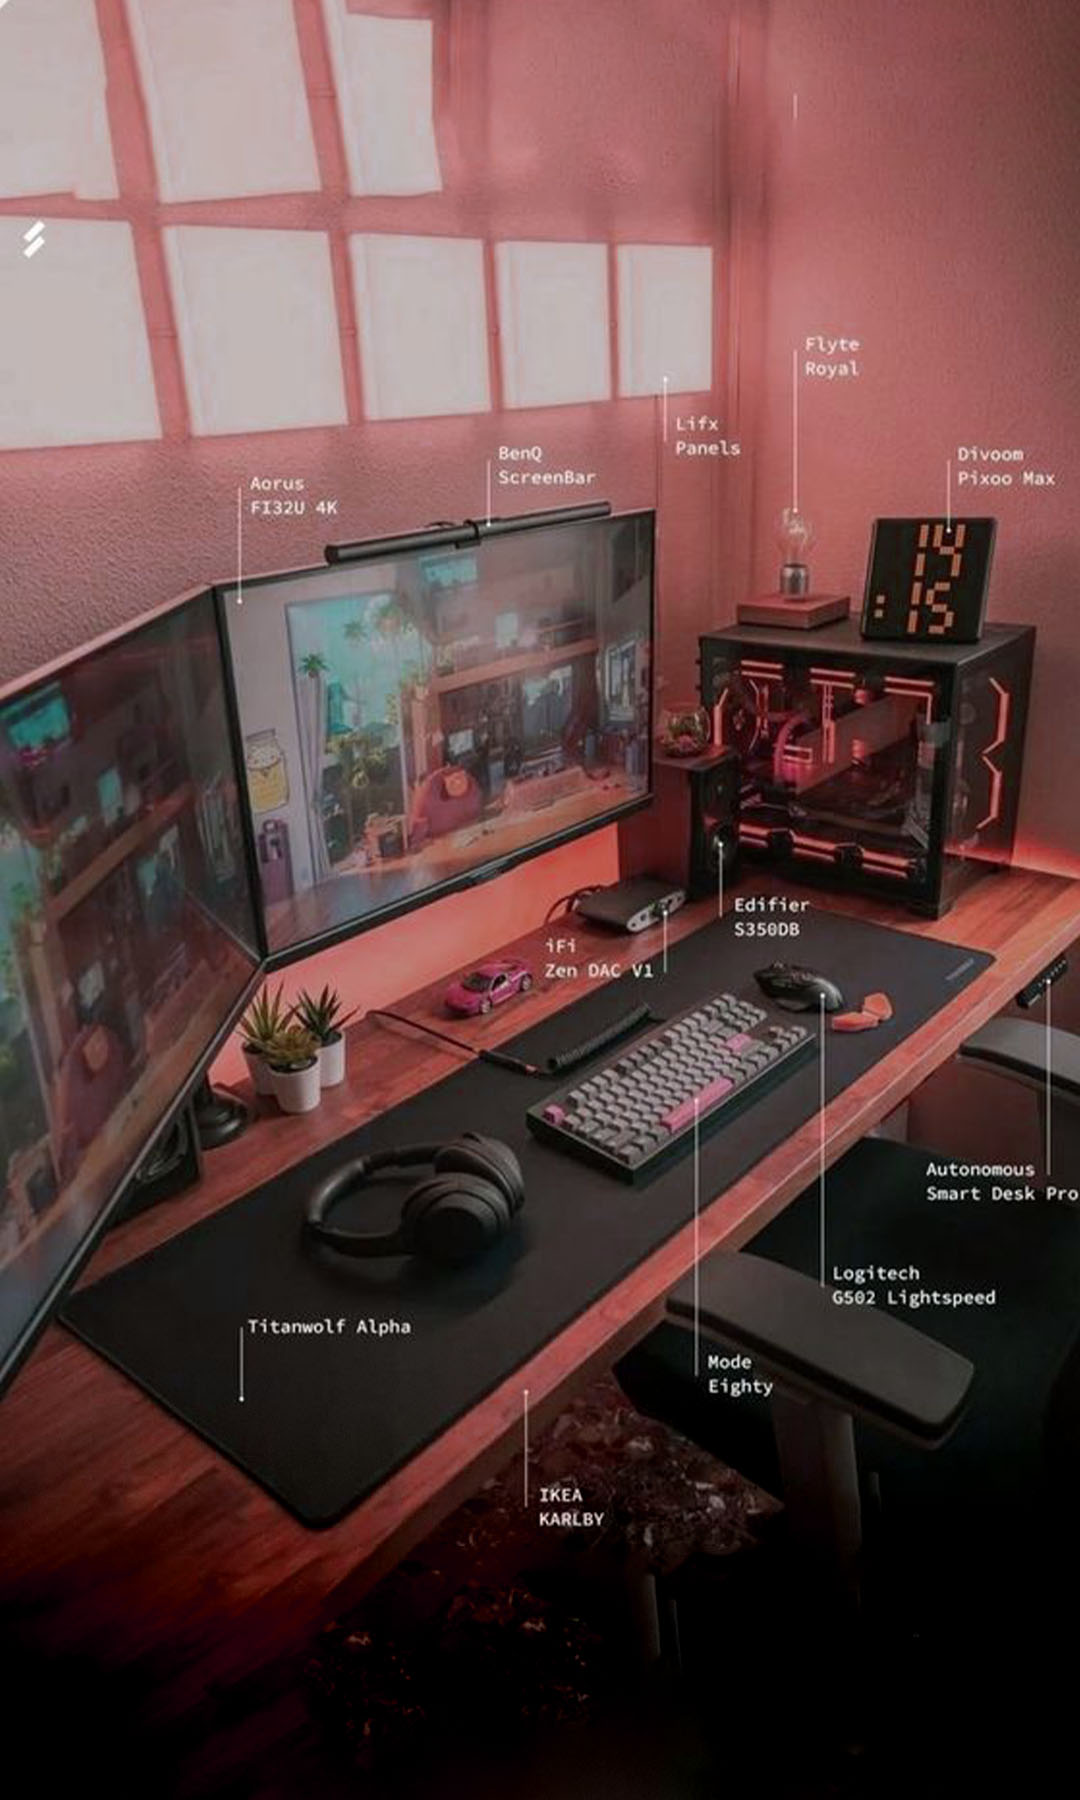 Flyte
Royal
Lifx
Panels
BenQ
ScreenBar
Divoom
Pixoo Max
Aorus
FI32U 4K
14
:15
Edifier
S350DB
iFi
Zen DAC V1
Autonomous
Smart Desk Pro
Logitech
G502 Lightspeed
Titanwolf Alpha
Mode
Eighty
IKEA
KARLBY